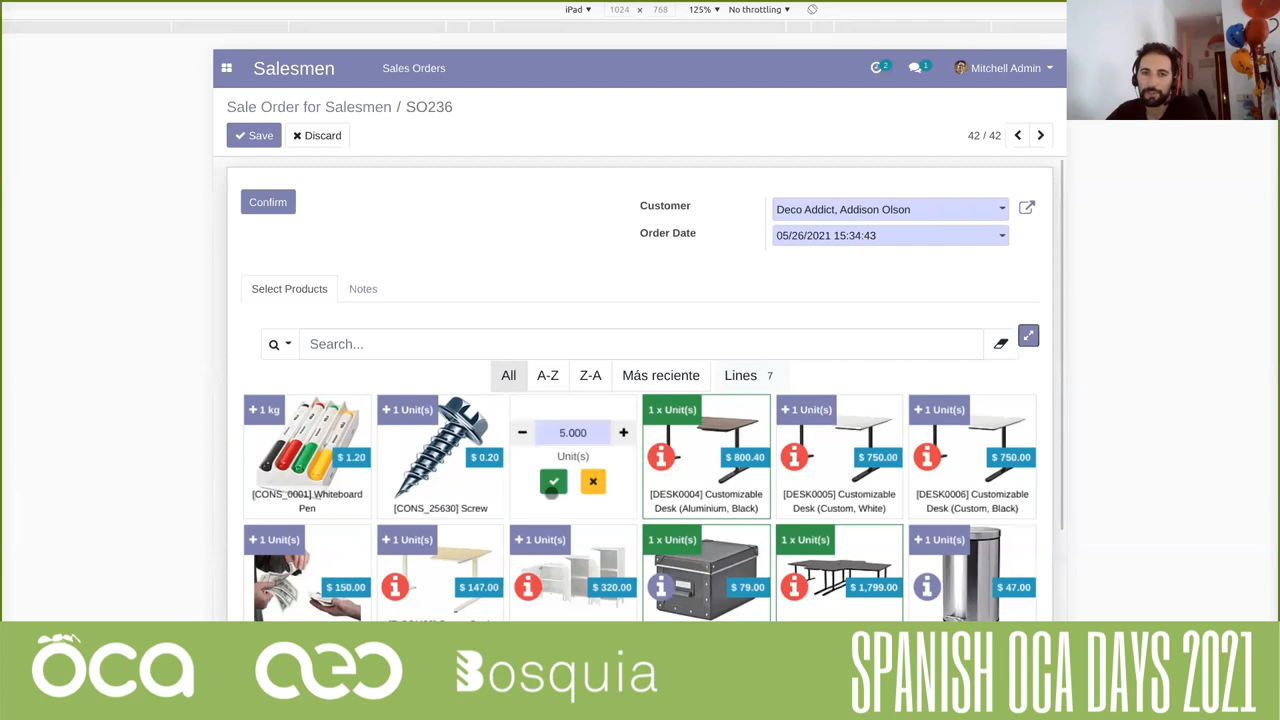 iPad ▾ 1024 × 768 125% ▾ No throttling ▾
Salesmen Sales Orders 2 1 Mitchell Admin
Sale Order for Salesmen / SO236
Save Discard 42 / 42
Confirm
Customer Deco Addict, Addison Olson
Order Date 05/26/2021 15:34:43
Select Products Notes
Search...
All A-Z Z-A Más reciente Lines 7
+ 1 kg
$ 1.20
[CONS_0001] Whiteboard
Pen
+ 1 Unit(s)
$ 0.20
[CONS_25630] Screw
− 5.000 +
Unit(s)
1 x Unit(s)
$ 800.40
[DESK0004] Customizable
Desk (Aluminium, Black)
+ 1 Unit(s)
$ 750.00
[DESK0005] Customizable
Desk (Custom, White)
+ 1 Unit(s)
$ 750.00
[DESK0006] Customizable
Desk (Custom, Black)
+ 1 Unit(s)
$ 150.00
+ 1 Unit(s)
$ 147.00
+ 1 Unit(s)
$ 320.00
1 x Unit(s)
$ 79.00
1 x Unit(s)
$ 1,799.00
+ 1 Unit(s)
$ 47.00
oca aeo Bosquia SPANISH OCA DAYS 2021